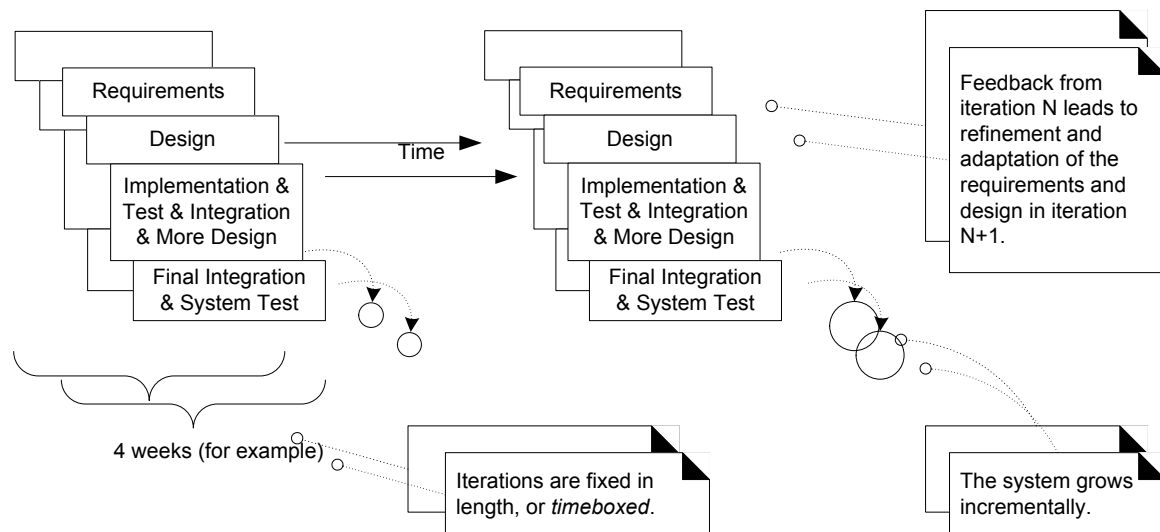 Requirements
Design
Implementation &
Test & Integration
& More Design
Final Integration
& System Test
Time
Requirements
Design
Implementation &
Test & Integration
& More Design
Final Integration
& System Test
Feedback from
iteration N leads to
refinement and
adaptation of the
requirements and
design in iteration
N+1.
4 weeks (for example)
Iterations are fixed in
length, or timeboxed.
The system grows
incrementally.